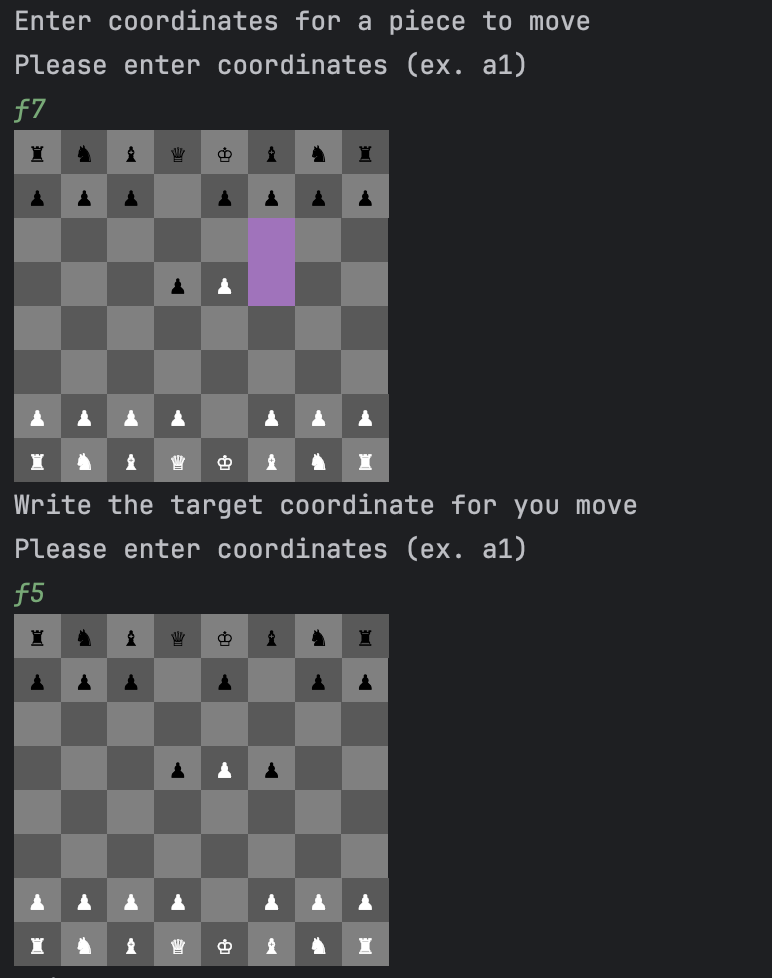 Enter coordinates for a piece to move
Please enter coordinates (ex. a1)
f7
Write the target coordinate for you move
Please enter coordinates (ex. a1)
f5